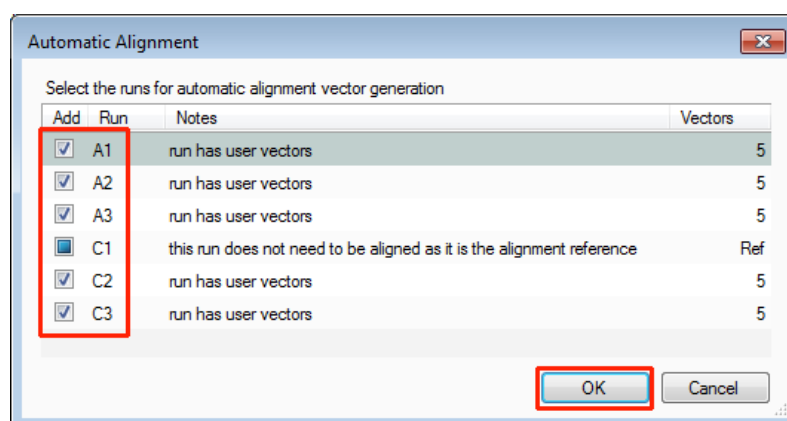 Automatic Alignment
Select the runs for automatic alignment vector generation
Add Run Notes Vectors
A1 run has user vectors 5
A2 run has user vectors 5
A3 run has user vectors 5
C1 this run does not need to be aligned as it is the alignment reference Ref
C2 run has user vectors 5
C3 run has user vectors 5
OK Cancel